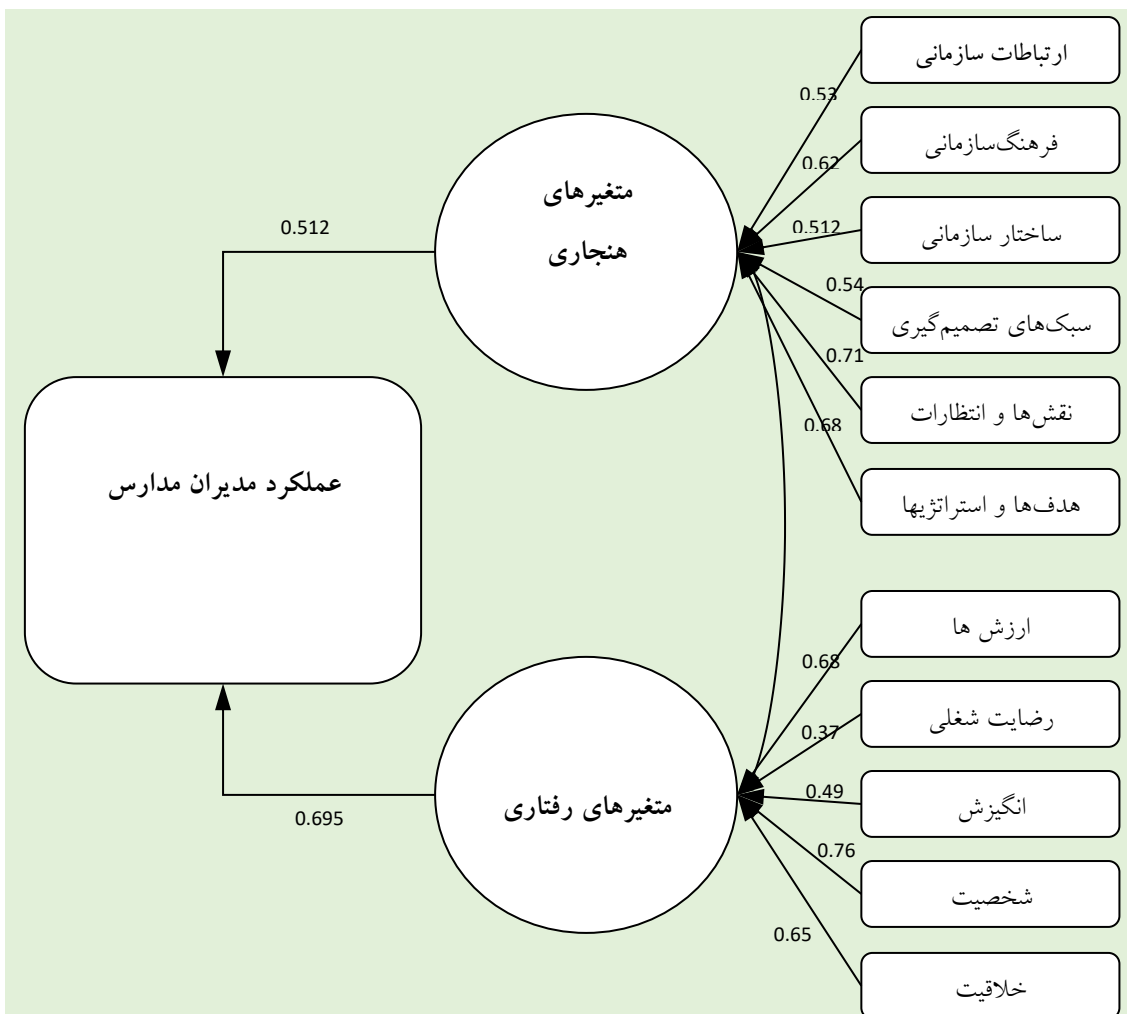 ارتباطات سازمانی
0.53
فرهنگ‌سازمانی
0.62
ساختار سازمانی
0.512
سبک‌های تصمیم‌گیری
0.54
نقش‌ها و انتظارات
0.71
هدف‌ها و استراتژیها
0.68
متغیرهای
هنجاری
0.512
عملکرد مدیران مدارس
ارزش ها
0.68
رضایت شغلی
0.37
انگیزش
0.49
شخصیت
0.76
خلاقیت
0.65
متغیرهای رفتاری
0.695